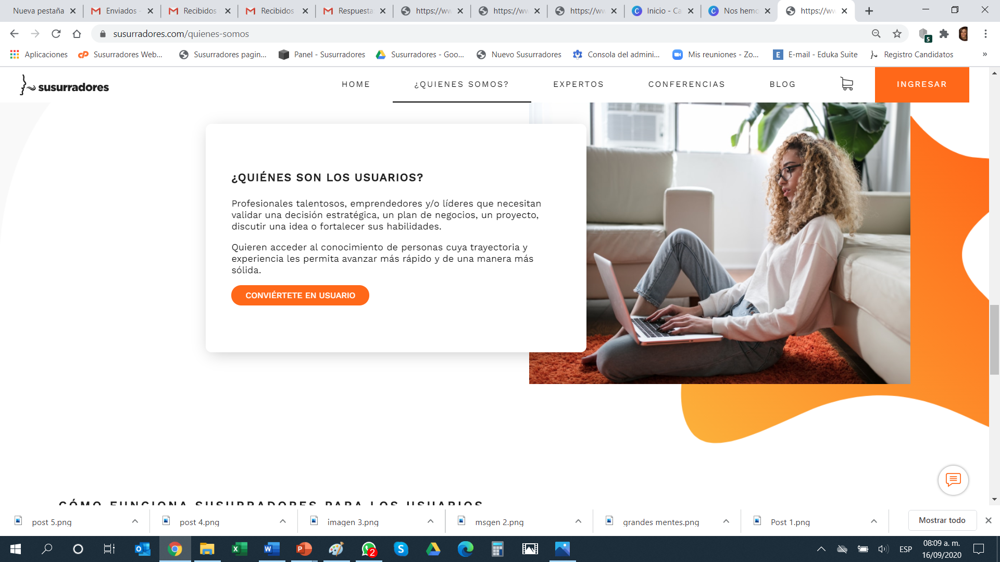 Nueva pestaña
Enviados -
Recibidos
Recibidos
Respuesta
https://ww
https://ww
https://ww
Inicio - Ca
Nos hemo
https://ww
susurradores.com/quienes-somos
5
Aplicaciones
Susurradores Web...
Susurradores pagin...
Panel - Susurradores
Susurradores - Goo...
Nuevo Susurradores
Consola del admini...
Mis reuniones - Zo...
E-mail - Eduka Suite
Registro Candidatos
»
susurradores
HOME
¿QUIENES SOMOS?
EXPERTOS
CONFERENCIAS
BLOG
INGRESAR
¿QUIÉNES SON LOS USUARIOS?
Profesionales talentosos, emprendedores y/o líderes que necesitan
validar una decisión estratégica, un plan de negocios, un proyecto,
discutir una idea o fortalecer sus habilidades.
Quieren acceder al conocimiento de personas cuya trayectoria y
experiencia les permita avanzar más rápido y de una manera más
sólida.
CONVIÉRTETE EN USUARIO
CÓMO FUNCIONA SUSURRADORES PARA LOS USUARIOS
post 5.png
post 4.png
imagen 3.png
msgen 2.png
grandes mentes.png
Post 1.png
Mostrar todo
2
ESP
08:09 a. m.
16/09/2020